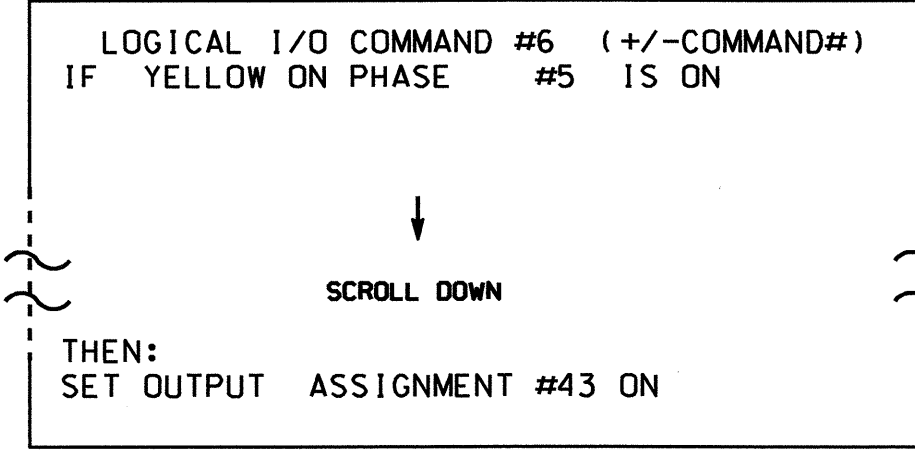 LOGICAL I/O COMMAND #6 (+/-COMMAND#)
IF YELLOW ON PHASE #5 IS ON
SCROLL DOWN
THEN:
SET OUTPUT ASSIGNMENT #43 ON